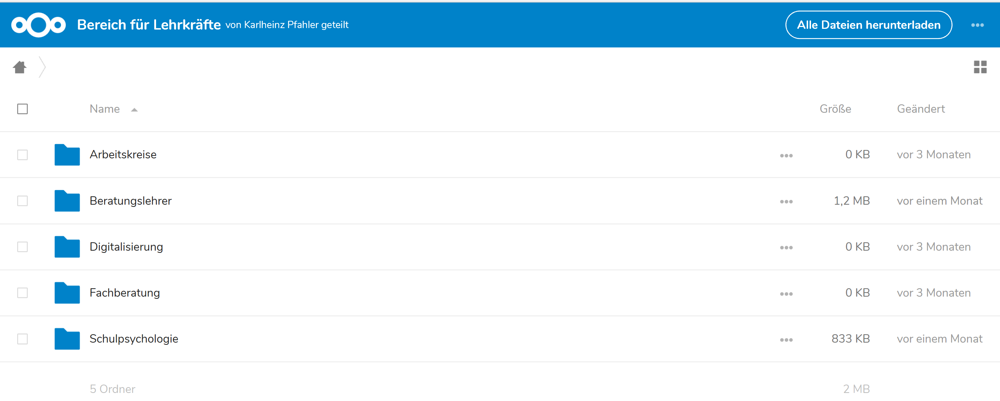 Bereich für Lehrkräfte von Karlheinz Pfahler geteilt Alle Dateien herunterladen
Name Größe Geändert
Arbeitskreise 0 KB vor 3 Monaten
Beratungslehrer 1,2 MB vor einem Monat
Digitalisierung 0 KB vor 3 Monaten
Fachberatung 0 KB vor 3 Monaten
Schulpsychologie 833 KB vor einem Monat
5 Ordner 2 MB